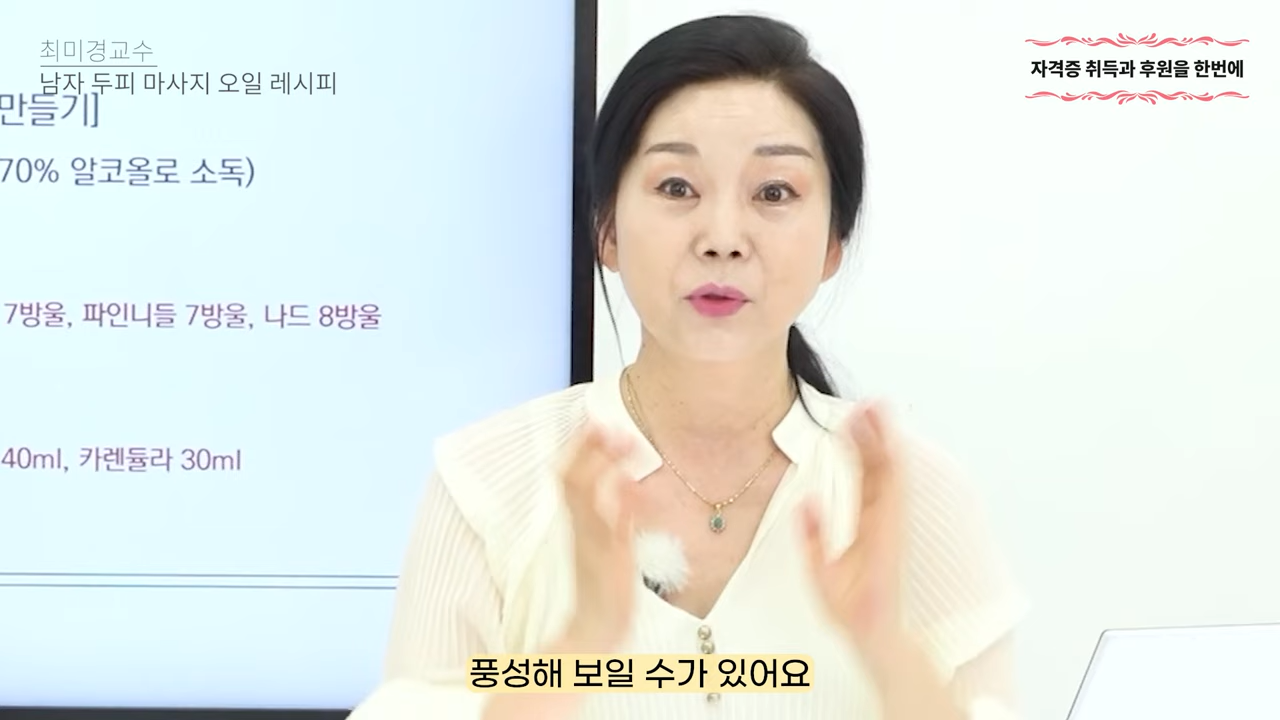 최미경교수
남자 두피 마사지 오일 레시피
자격증 취득과 후원을 한번에
만들기]
70% 알코올로 소독)
7방울, 파인니들 7방울, 나드 8방울
40ml, 카렌듈라 30ml
풍성해 보일 수가 있어요